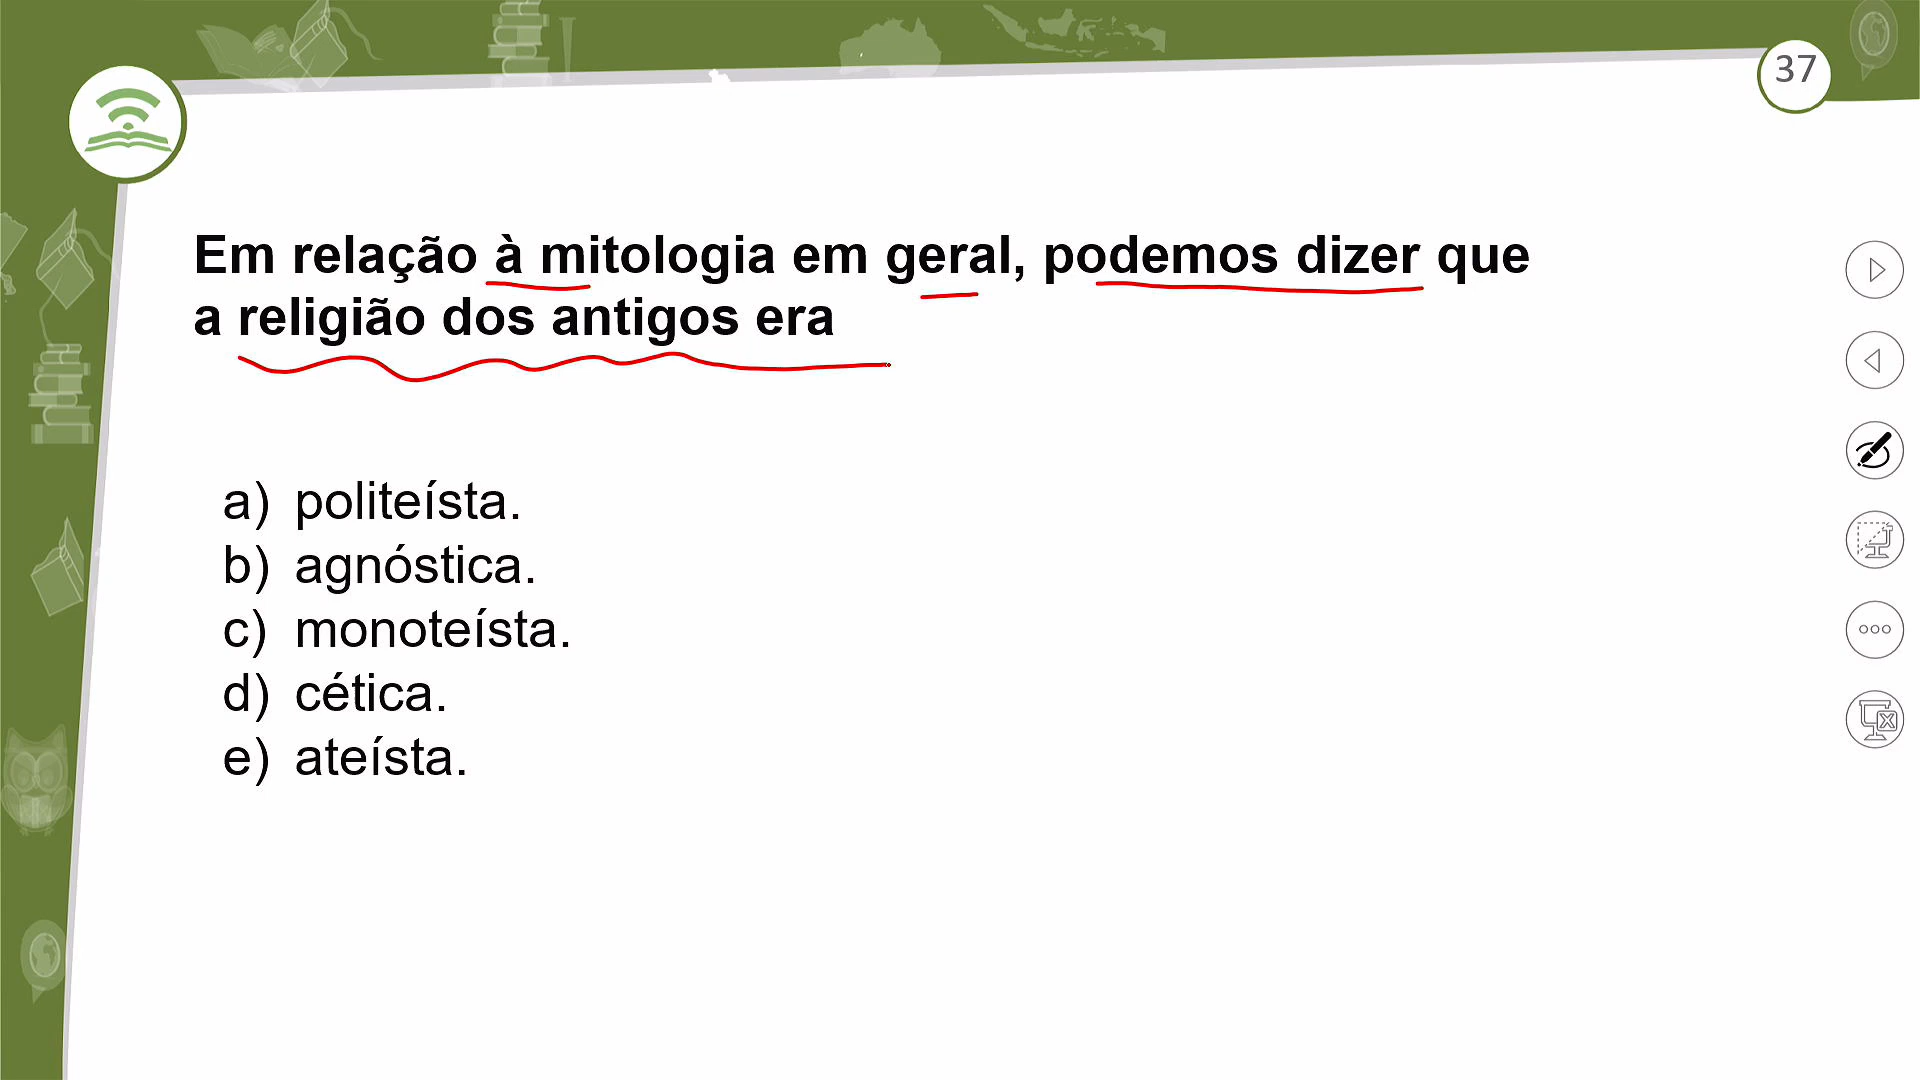 37
Em relação à mitologia em geral, podemos dizer que
a religião dos antigos era
a) politeísta.
b) agnóstica.
c) monoteísta.
d) cética.
e) ateísta.